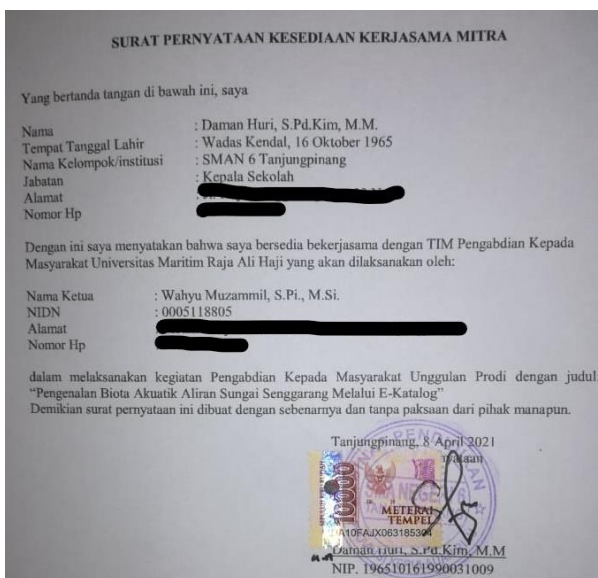 SURAT PERNYATAAN KESEDIAAN KERJASAMA MITRA
Yang bertanda tangan di bawah ini, saya
Nama : Daman Huri, S.Pd.Kim, M.M.
Tempat Tanggal Lahir : Wadas Kendal, 16 Oktober 1965
Nama Kelompok/institusi : SMAN 6 Tanjungpinang
Jabatan : Kepala Sekolah
Alamat :
Nomor Hp :
Dengan ini saya menyatakan bahwa saya bersedia bekerjasama dengan TIM Pengabdian Kepada
Masyarakat Universitas Maritim Raja Ali Haji yang akan dilaksanakan oleh:
Nama Ketua : Wahyu Muzammil, S.Pi., M.Si.
NIDN : 0005118805
Alamat
Nomor Hp
dalam melaksanakan kegiatan Pengabdian Kepada Masyarakat Unggulan Prodi dengan judul
"Pengenalan Biota Akuatik Aliran Sungai Senggarang Melalui E-Katalog"
Demikian surat pernyataan ini dibuat dengan sebenarnya dan tanpa paksaan dari pihak manapun.
Tanjungpinang, 8 April 2021
10000
METERAI
TEMPEL
A10FAJX063185304
Daman Huri, S.Pd.Kim, M.M
NIP. 196510161990031009